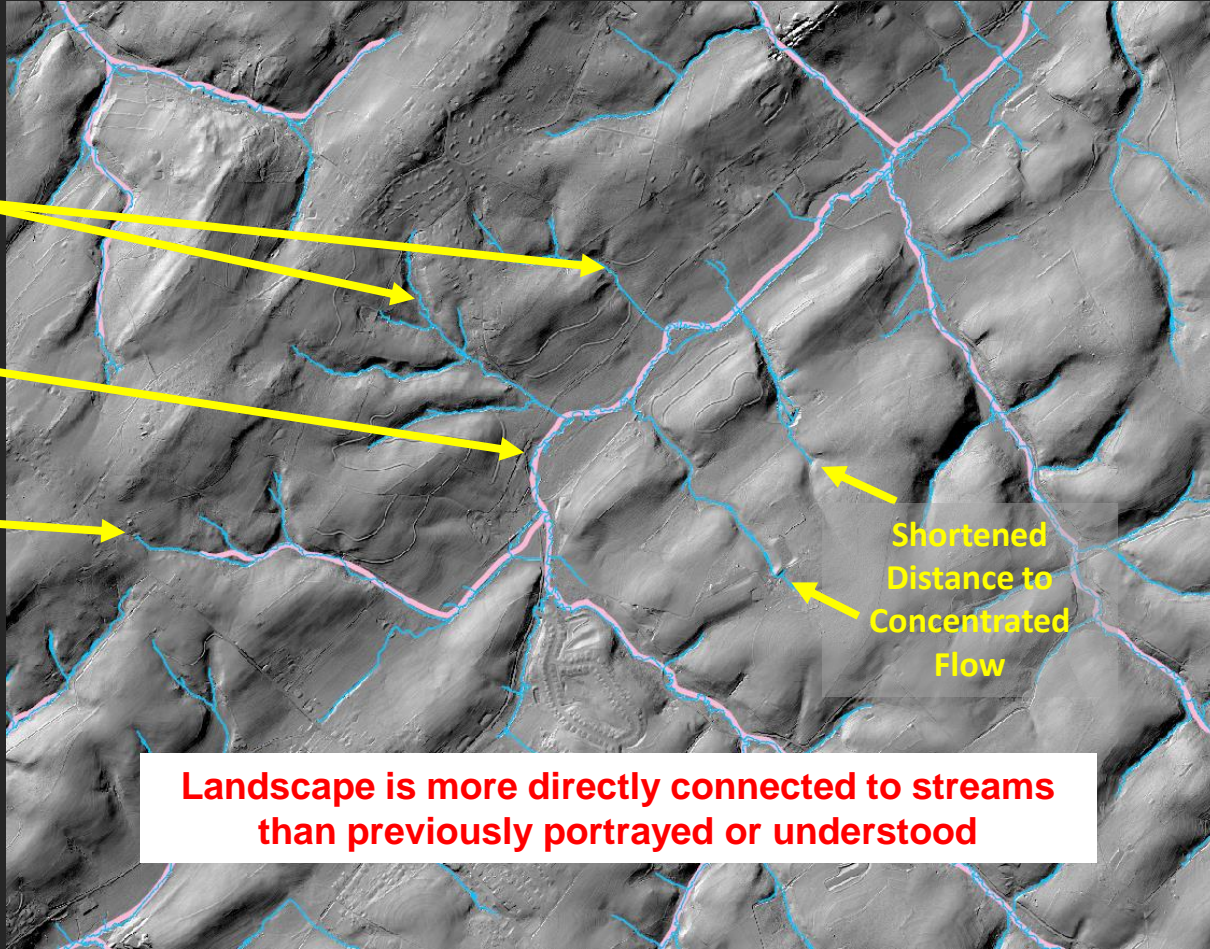 Shortened
Distance to
Concentrated
Flow
Landscape is more directly connected to streams
than previously portrayed or understood